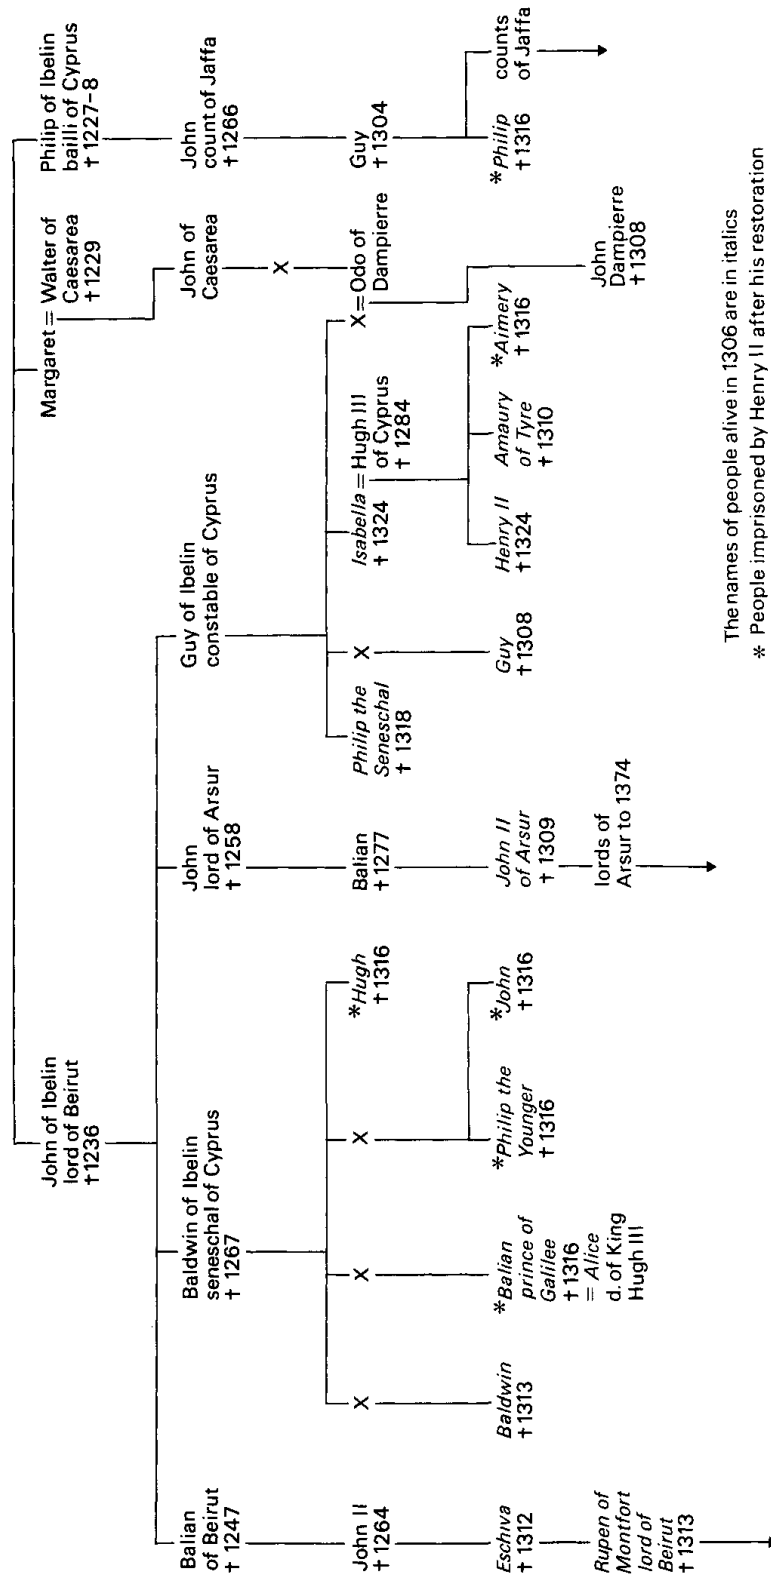 John of Ibelin
lord of Beirut
†1236
Margaret = Walter of
Caesarea
†1229
Philip of Ibelin
bailli of Cyprus
†1227-8
Balian
of Beirut
†1247
Baldwin of Ibelin
seneschal of Cyprus
†1267
John
lord of Arsur
†1258
Guy of Ibelin
constable of Cyprus
John of
Caesarea
John
count of Jaffa
†1266
X
John II
†1264
X
X
X
*Hugh
†1316
Balian
†1277
Philip the
Seneschal
†1318
X
Isabella = Hugh III
†1324
of Cyprus
†1284
X = Odo of
Dampierre
Guy
†1304
Eschiva
†1312
Baldwin
†1313
*Balian
prince of
Galilee
†1316
= Alice
d. of King
Hugh III
*Philip the
Younger
†1316
*John
†1316
John II
of Arsur
†1309
Guy
†1308
Henry II
†1324
Amaury
of Tyre
†1310
*Aimery
†1316
*Philip
†1316
counts
of Jaffa
Rupen of
Montfort
lord of
Beirut
†1313
lords of
Arsur to 1374
John
Dampierre
†1308
The names of people alive in 1306 are in italics
* People imprisoned by Henry II after his restoration